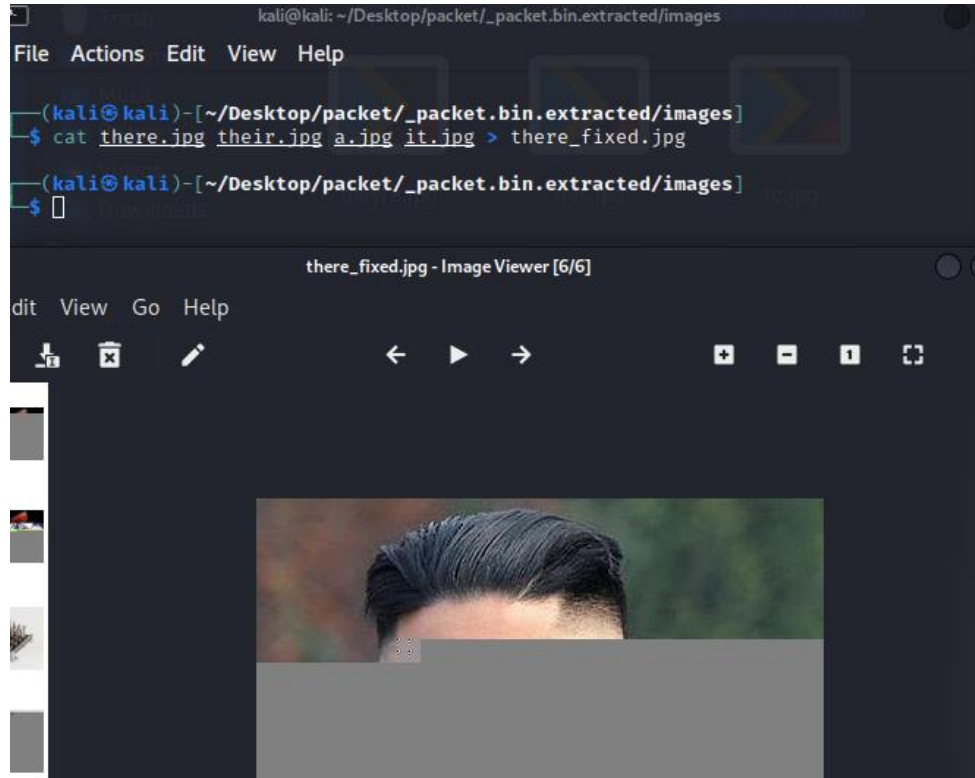 kali@kali: ~/Desktop/packet/_packet.bin.extracted/images
File Actions Edit View Help
(kali㉿kali)-[~/Desktop/packet/_packet.bin.extracted/images]
$ cat there.jpg their.jpg a.jpg it.jpg > there_fixed.jpg
(kali㉿kali)-[~/Desktop/packet/_packet.bin.extracted/images]
$
there_fixed.jpg - Image Viewer [6/6]
dit View Go Help
1